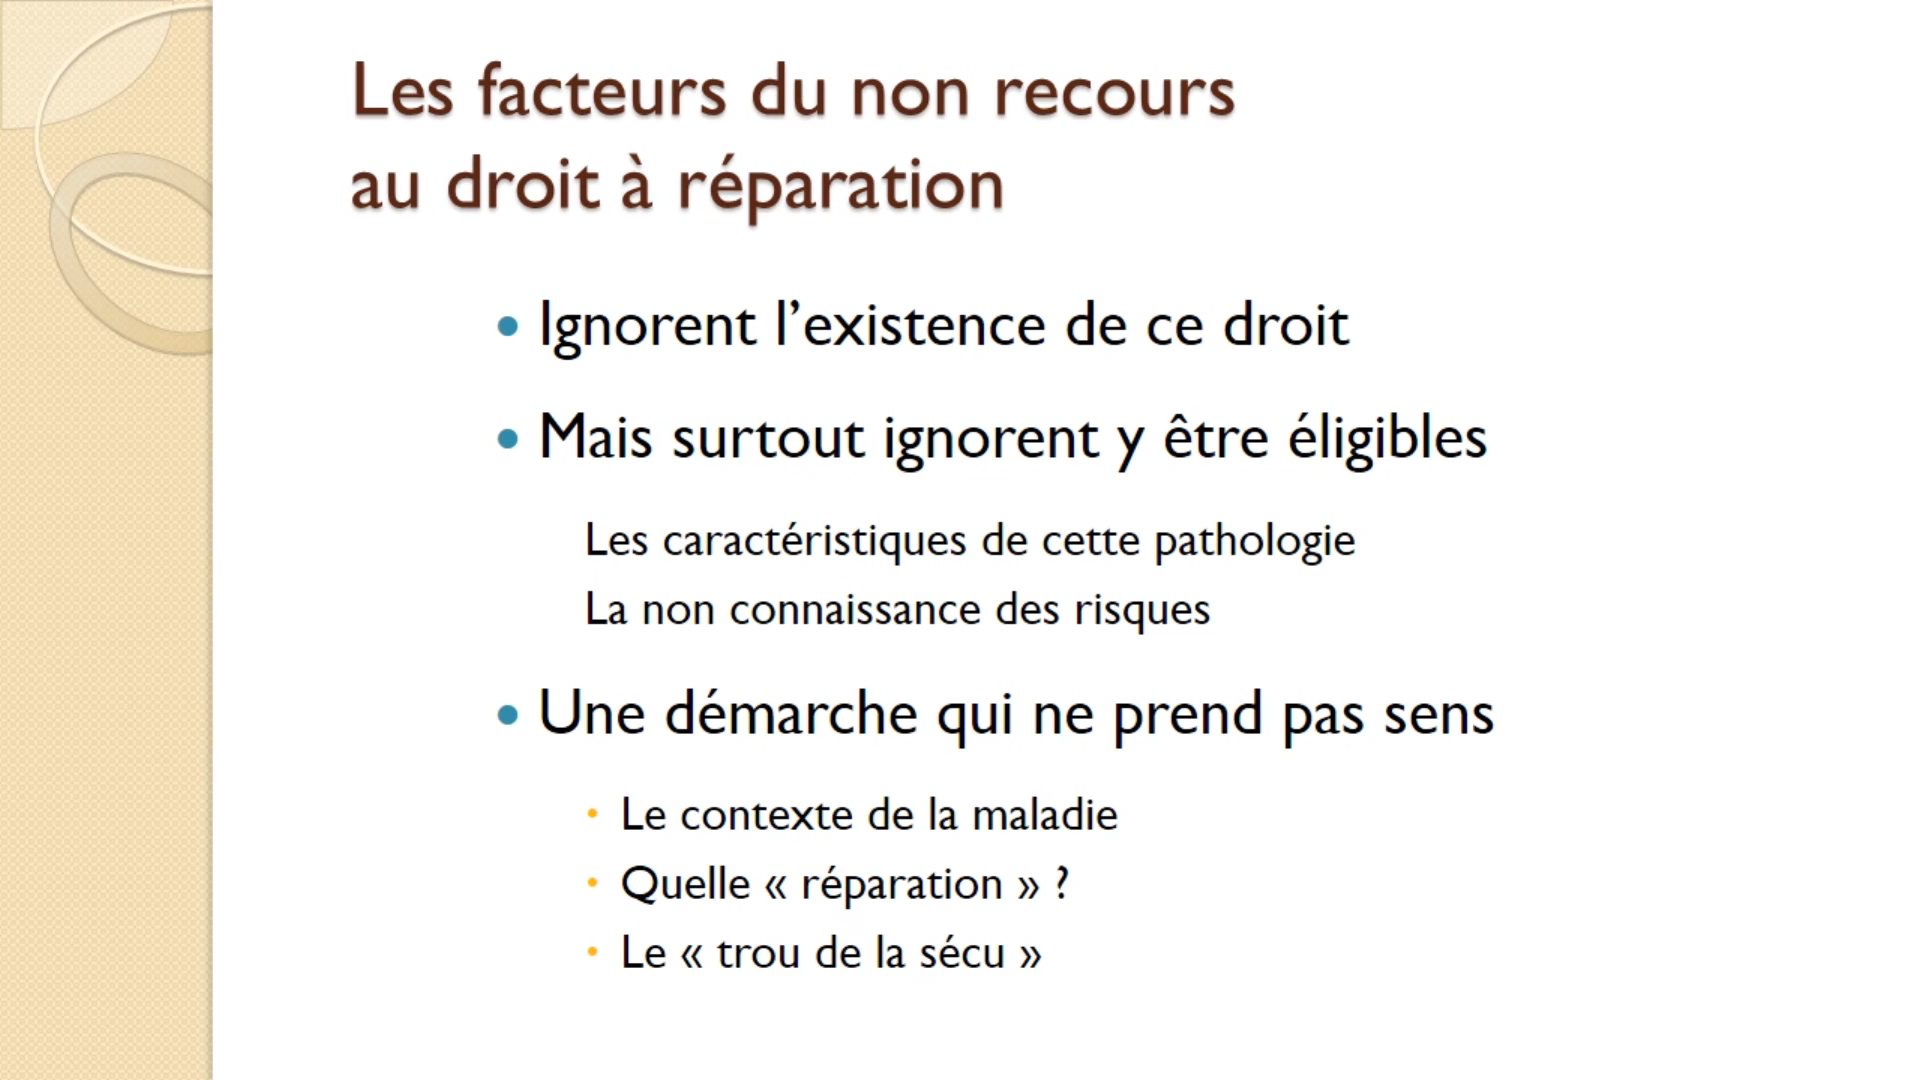 Les facteurs du non recours
au droit à réparation
• Ignorent l’existence de ce droit
• Mais surtout ignorent y être éligibles
Les caractéristiques de cette pathologie
La non connaissance des risques
• Une démarche qui ne prend pas sens
• Le contexte de la maladie
• Quelle « réparation » ?
• Le « trou de la sécu »